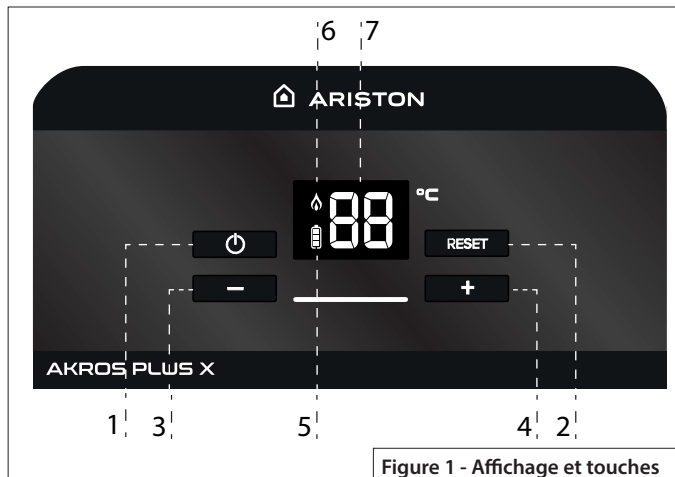 6 7
ARISTON
88 °C
RESET
− +
AKROS PLUS X
1 3 5 4 2
Figure 1 - Affichage et touches